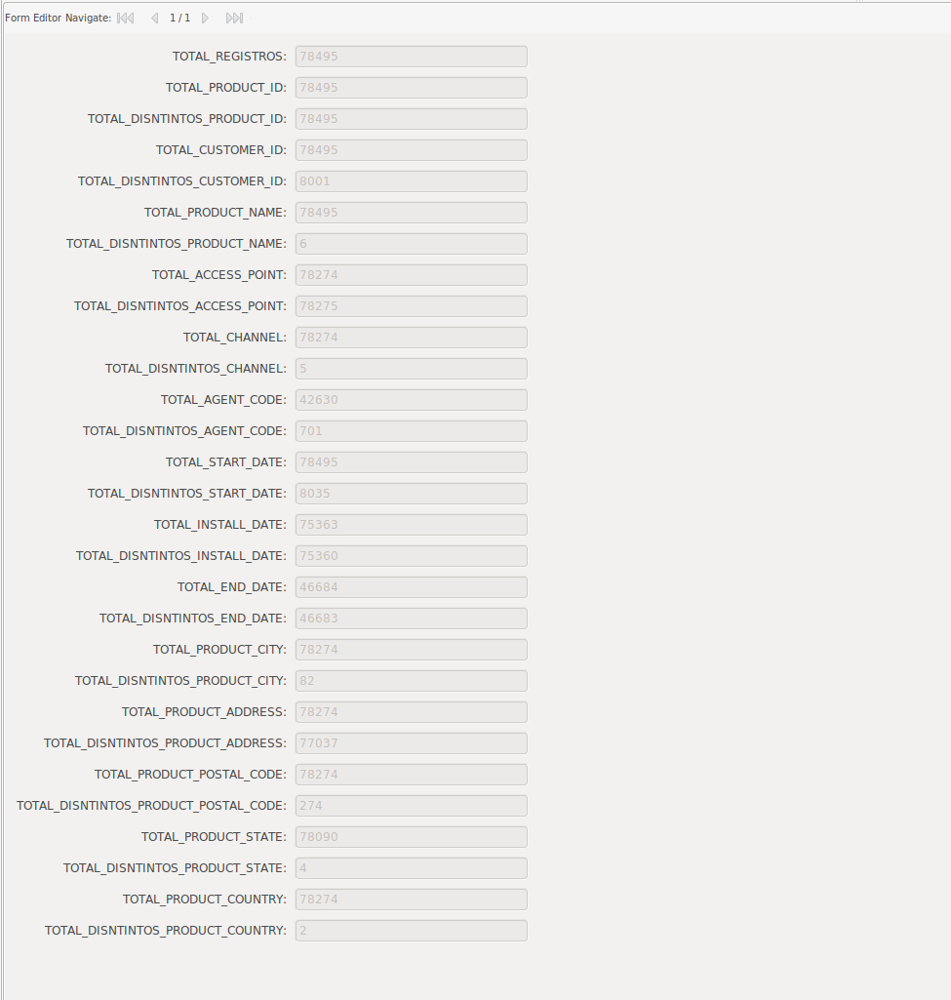 Form Editor Navigate: 1 / 1
TOTAL_REGISTROS: 78495
TOTAL_PRODUCT_ID: 78495
TOTAL_DISNTINTOS_PRODUCT_ID: 78495
TOTAL_CUSTOMER_ID: 78495
TOTAL_DISNTINTOS_CUSTOMER_ID: 8001
TOTAL_PRODUCT_NAME: 78495
TOTAL_DISNTINTOS_PRODUCT_NAME: 6
TOTAL_ACCESS_POINT: 78274
TOTAL_DISNTINTOS_ACCESS_POINT: 78275
TOTAL_CHANNEL: 78274
TOTAL_DISNTINTOS_CHANNEL: 5
TOTAL_AGENT_CODE: 42630
TOTAL_DISNTINTOS_AGENT_CODE: 701
TOTAL_START_DATE: 78495
TOTAL_DISNTINTOS_START_DATE: 8035
TOTAL_INSTALL_DATE: 75363
TOTAL_DISNTINTOS_INSTALL_DATE: 75360
TOTAL_END_DATE: 46684
TOTAL_DISNTINTOS_END_DATE: 46683
TOTAL_PRODUCT_CITY: 78274
TOTAL_DISNTINTOS_PRODUCT_CITY: 82
TOTAL_PRODUCT_ADDRESS: 78274
TOTAL_DISNTINTOS_PRODUCT_ADDRESS: 77037
TOTAL_PRODUCT_POSTAL_CODE: 78274
TOTAL_DISNTINTOS_PRODUCT_POSTAL_CODE: 274
TOTAL_PRODUCT_STATE: 78090
TOTAL_DISNTINTOS_PRODUCT_STATE: 4
TOTAL_PRODUCT_COUNTRY: 78274
TOTAL_DISNTINTOS_PRODUCT_COUNTRY: 2